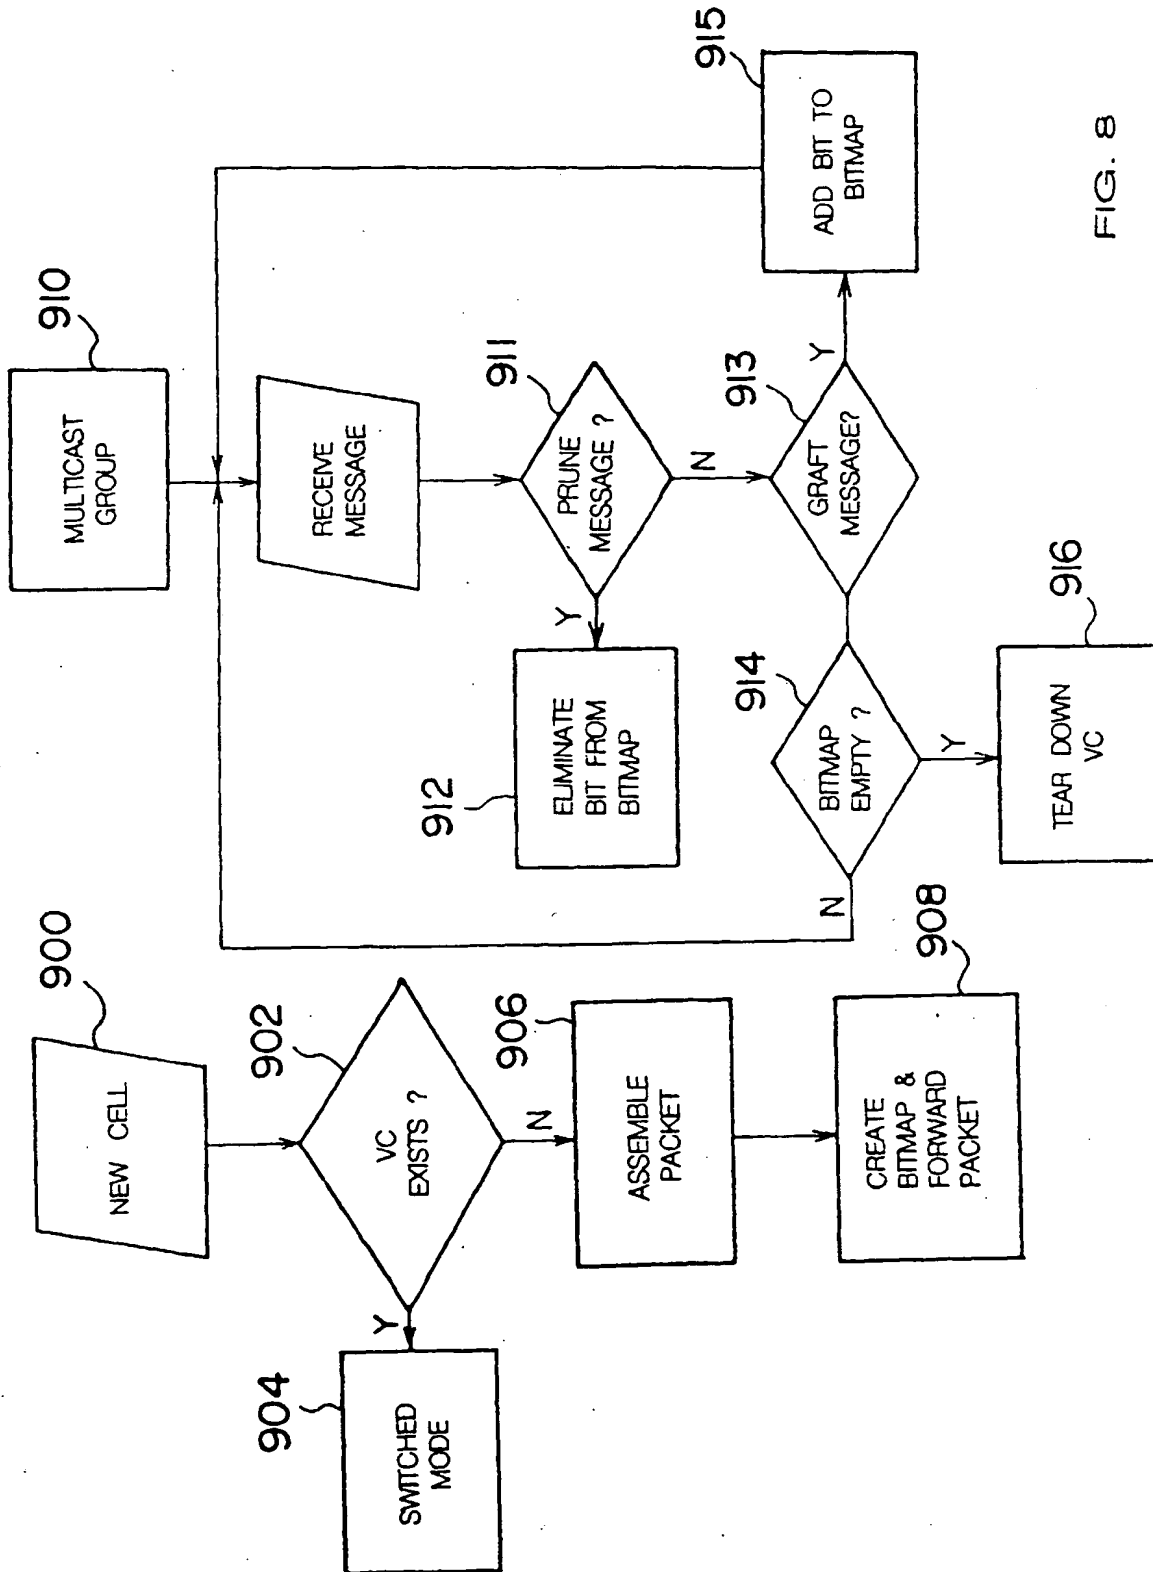 900
NEW CELL
902
VC
EXISTS ?
Y
N
904
SWITCHED
MODE
906
ASSEMBLE
PACKET
908
CREATE
BITMAP &
FORWARD
PACKET
910
MULTICAST
GROUP
RECEIVE
MESSAGE
911
PRUNE
MESSAGE ?
Y
N
912
ELIMINATE
BIT FROM
BITMAP
913
GRAFT
MESSAGE?
Y
915
ADD BIT TO
BITMAP
914
BITMAP
EMPTY ?
N
Y
916
TEAR DOWN
VC
FIG. 8